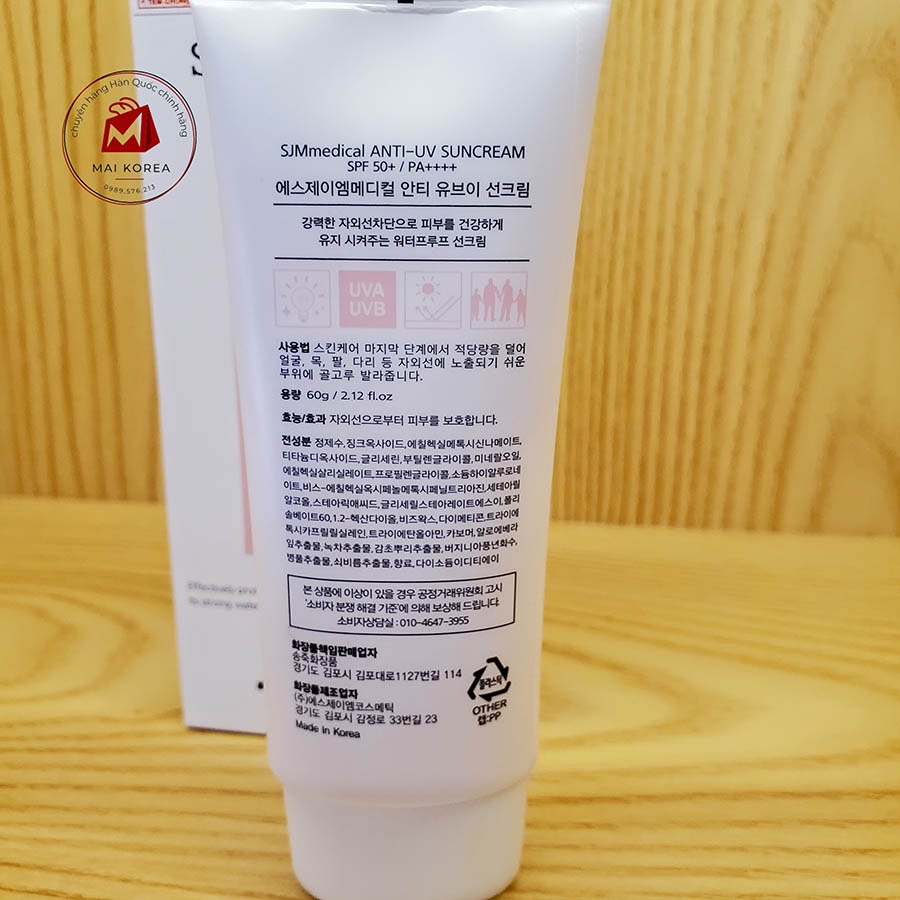 chuyên hàng Hàn Quốc chính hãng
MAI KOREA
0989.576.213
SJMmedical ANTI-UV SUNCREAM
SPF 50+ / PA++++
에스제이엠메디컬 안티 유브이 선크림
강력한 자외선차단으로 피부를 건강하게
유지 시켜주는 워터프루프 선크림
UVA
UVB
사용법 스킨케어 마지막 단계에서 적당량을 덜어
얼굴, 목, 팔, 다리 등 자외선에 노출되기 쉬운
부위에 골고루 발라줍니다.
용량 60g / 2.12 fl.oz
효능/효과 자외선으로부터 피부를 보호합니다.
전성분 정제수,징크옥사이드,에칠헥실메톡시신나메이트,
티타늄디옥사이드,글리세린,부틸렌글라이콜,미네랄오일,
에칠헥실살리실레이트,프로필렌글라이콜,소듐하이알루로네
이트,비스-에칠헥실옥시페놀메톡시페닐트리아진,세테아릴
알코올,스테아릭애씨드,글리세릴스테아레이트에스이,폴리
솔베이트60,1.2-헥산다이올,비즈왁스,다이메티콘,트라이에
톡시카프릴릴실레인,트라이에탄올아민,카보머,알로에베라
잎추출물,녹차추출물,감초뿌리추출물,버지니아풍년화수,
병풀추출물,쇠비름추출물,향료,다이소듐이디티에이
본 상품에 이상이 있을 경우 공정거래위원회 고시
'소비자 분쟁 해결 기준'에 의해 보상해 드립니다.
소비자상담실 : 010-4647-3955
화장품책임판매업자
송죽화장품
경기도 김포시 김포대로1127번길 114
화장품제조업자
(주)에스제이엠코스메틱
경기도 김포시 감정로 33번길 23
Made In Korea
플라스틱
OTHER
캡:PP